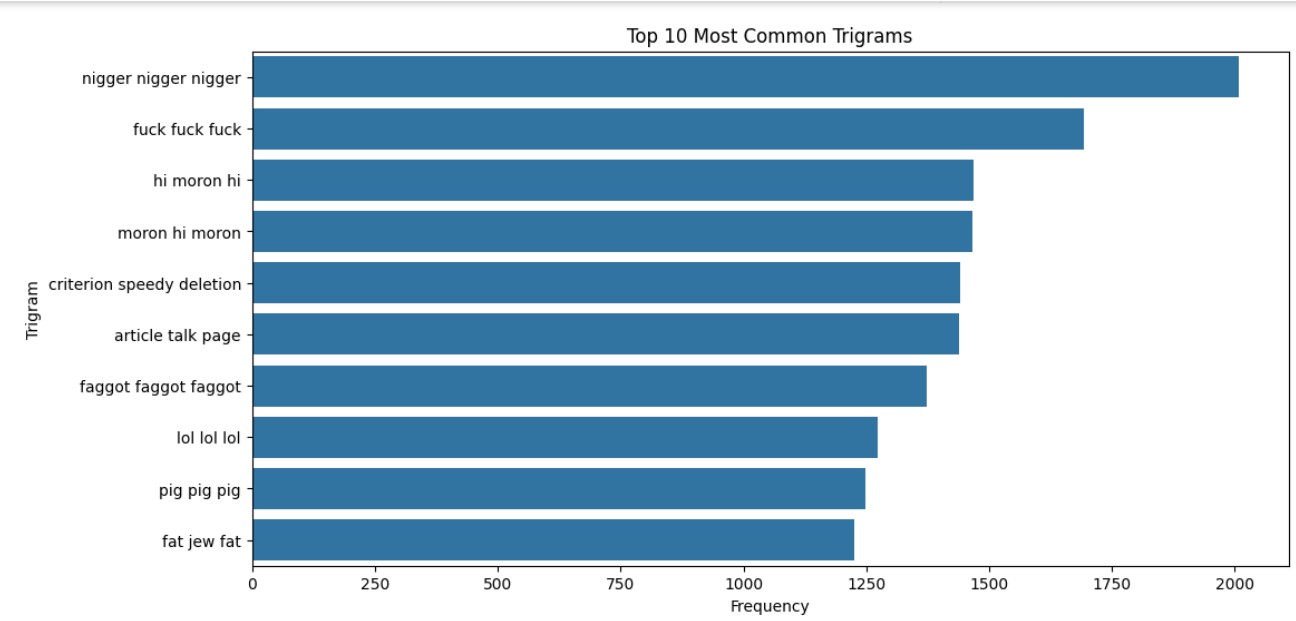 Top 10 Most Common Trigrams
nigger nigger nigger
fuck fuck fuck
hi moron hi
moron hi moron
criterion speedy deletion
article talk page
faggot faggot faggot
lol lol lol
pig pig pig
fat jew fat
Trigram
0 250 500 750 1000 1250 1500 1750 2000
Frequency